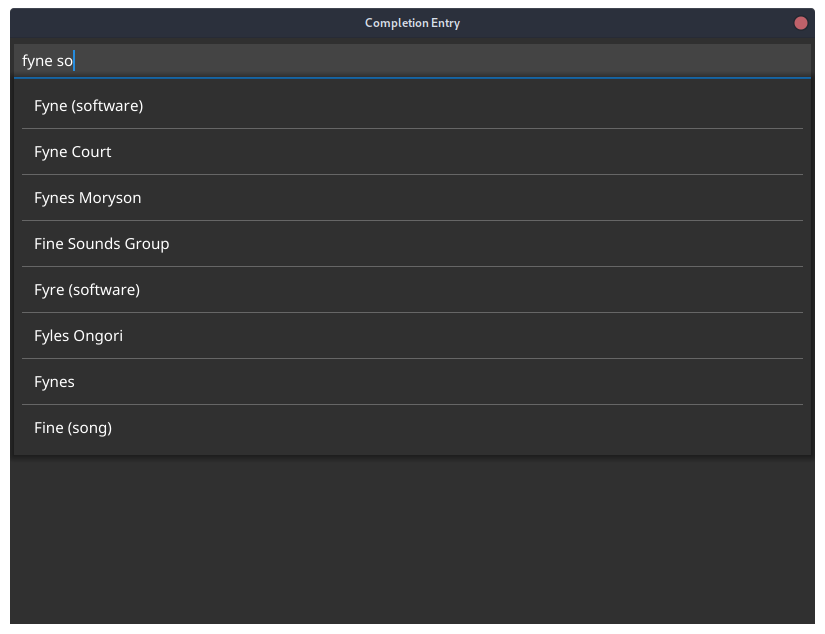 Completion Entry
fyne so
Fyne (software)
Fyne Court
Fynes Moryson
Fine Sounds Group
Fyre (software)
Fyles Ongori
Fynes
Fine (song)